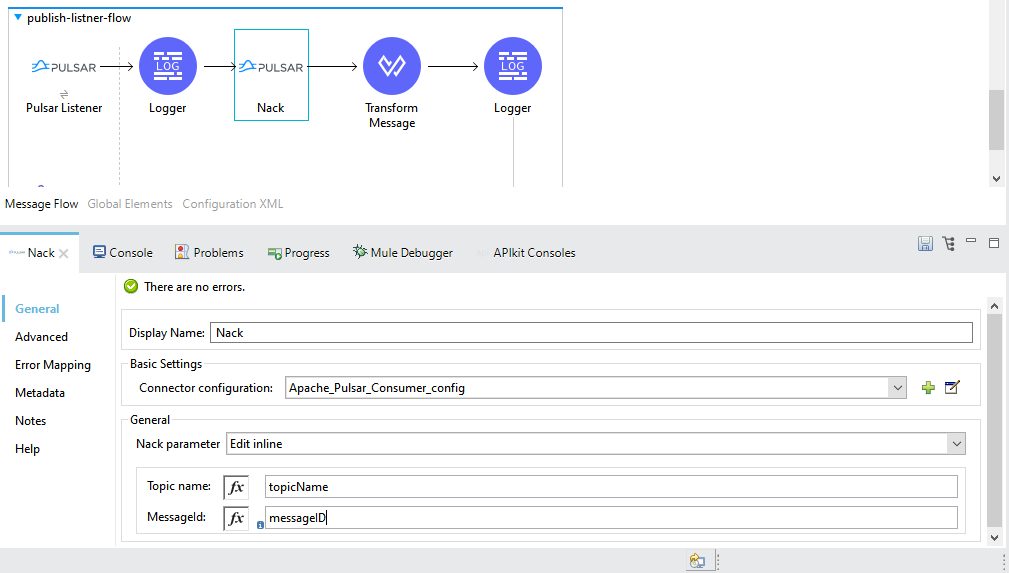 publish-listner-flow
PULSAR LOG PULSAR LOG
Pulsar Listener Logger Nack Transform Message Logger
Message Flow Global Elements Configuration XML
Nack Console Problems Progress Mule Debugger APIkit Consoles
There are no errors.
General
Advanced
Error Mapping
Metadata
Notes
Help
Display Name: Nack
Basic Settings
Connector configuration: Apache_Pulsar_Consumer_config
General
Nack parameter Edit inline
Topic name: fx topicName
MessageId: fx messageID